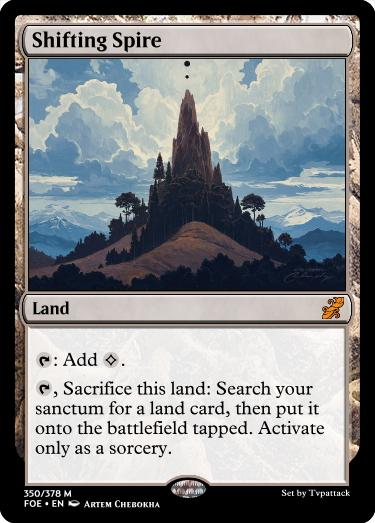 Shifting Spire
Land
: Add .
, Sacrifice this land: Search your
sanctum for a land card, then put it
onto the battlefield tapped. Activate
only as a sorcery.
350/378 M
Set by Tvpattack
FOE • EN Artem Chebokha